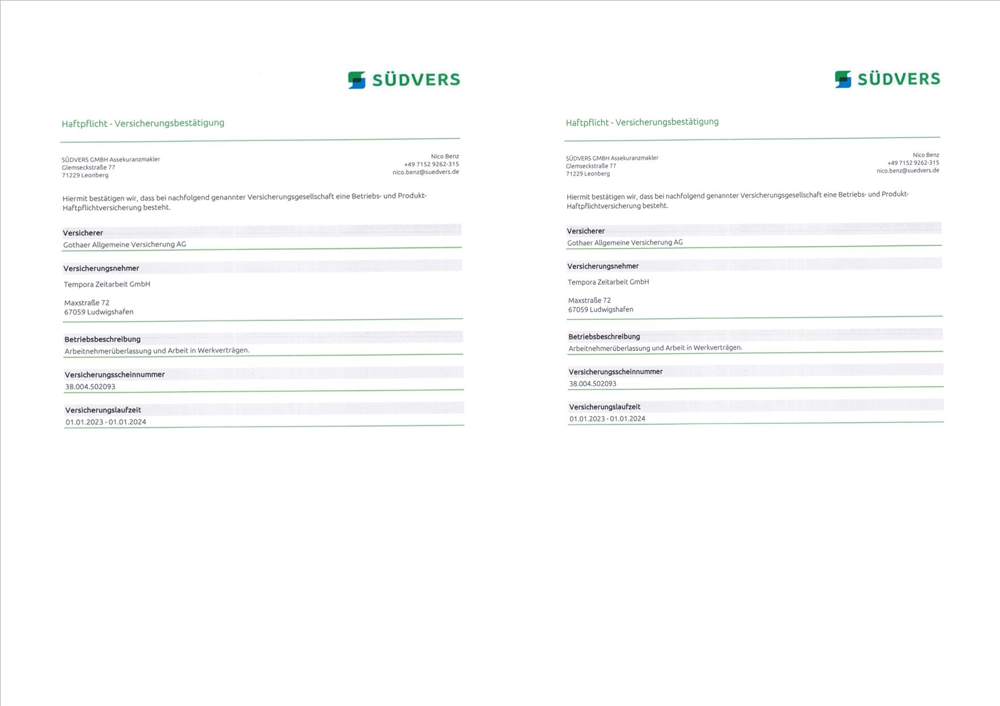 SÜDVERS
Haftpflicht - Versicherungsbestätigung
SÜDVERS GMBH Assekuranzmakler
Glemseckstraße 77
71229 Leonberg
Nico Benz
+49 7152 9262-315
nico.benz@suedvers.de
Hiermit bestätigen wir, dass bei nachfolgend genannter Versicherungsgesellschaft eine Betriebs- und Produkt-
Haftpflichtversicherung besteht.
Versicherer
Gothaer Allgemeine Versicherung AG
Versicherungsnehmer
Tempora Zeitarbeit GmbH
Maxstraße 72
67059 Ludwigshafen
Betriebsbeschreibung
Arbeitnehmerüberlassung und Arbeit in Werkverträgen.
Versicherungsscheinnummer
38.004.502093
Versicherungslaufzeit
01.01.2023 - 01.01.2024
SÜDVERS
Haftpflicht - Versicherungsbestätigung
SÜDVERS GMBH Assekuranzmakler
Glemseckstraße 77
71229 Leonberg
Nico Benz
+49 7152 9262-315
nico.benz@suedvers.de
Hiermit bestätigen wir, dass bei nachfolgend genannter Versicherungsgesellschaft eine Betriebs- und Produkt-
Haftpflichtversicherung besteht.
Versicherer
Gothaer Allgemeine Versicherung AG
Versicherungsnehmer
Tempora Zeitarbeit GmbH
Maxstraße 72
67059 Ludwigshafen
Betriebsbeschreibung
Arbeitnehmerüberlassung und Arbeit in Werkverträgen.
Versicherungsscheinnummer
38.004.502093
Versicherungslaufzeit
01.01.2023 - 01.01.2024